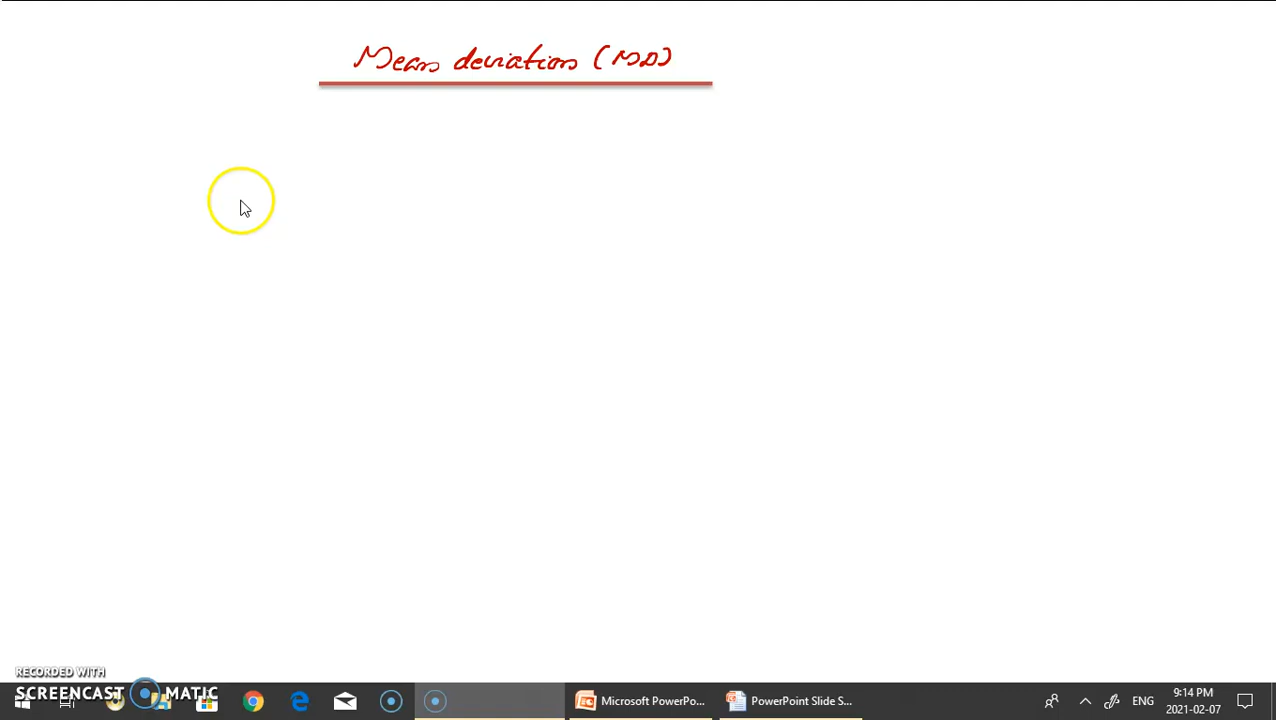 Mean deviation (MD)
RECORDED WITH
SCREENCAST MATIC
Microsoft PowerPo...
PowerPoint Slide S...
ENG
9:14 PM
2021-02-07